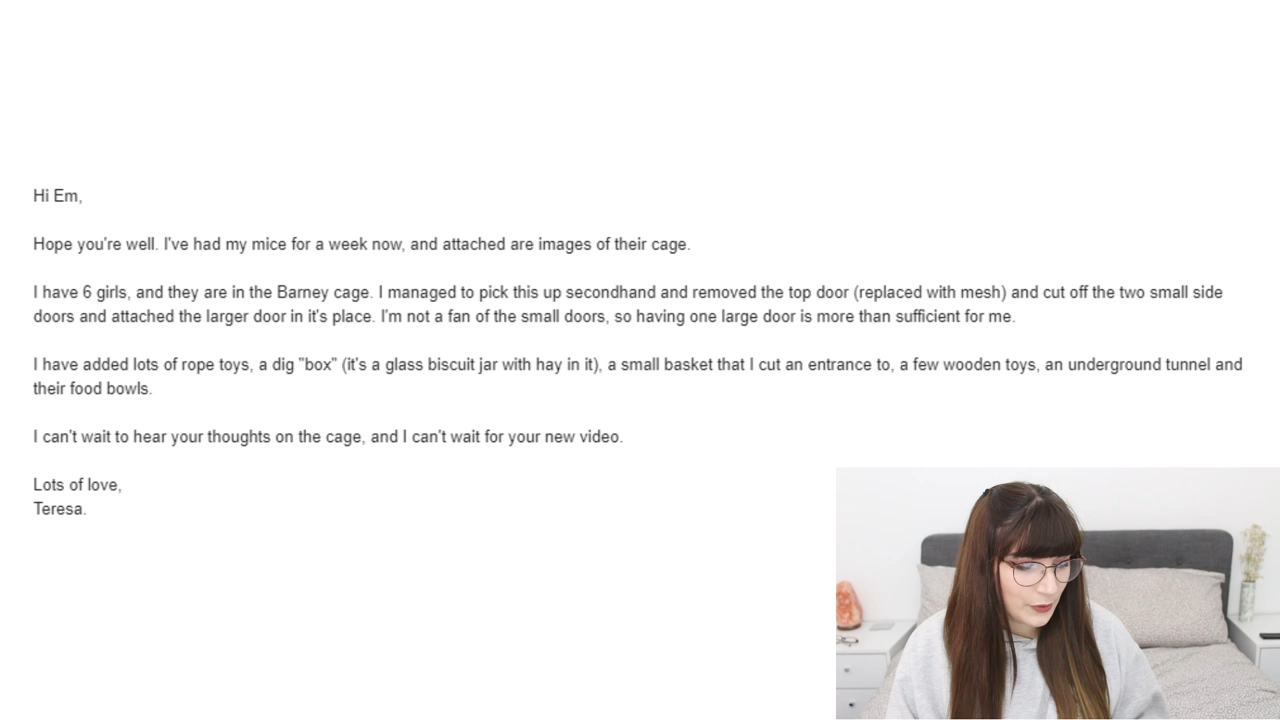 Hi Em,
Hope you're well. I've had my mice for a week now, and attached are images of their cage.
I have 6 girls, and they are in the Barney cage. I managed to pick this up secondhand and removed the top door (replaced with mesh) and cut off the two small side
doors and attached the larger door in it's place. I'm not a fan of the small doors, so having one large door is more than sufficient for me.
I have added lots of rope toys, a dig "box" (it's a glass biscuit jar with hay in it), a small basket that I cut an entrance to, a few wooden toys, an underground tunnel and
their food bowls.
I can't wait to hear your thoughts on the cage, and I can't wait for your new video.
Lots of love,
Teresa.